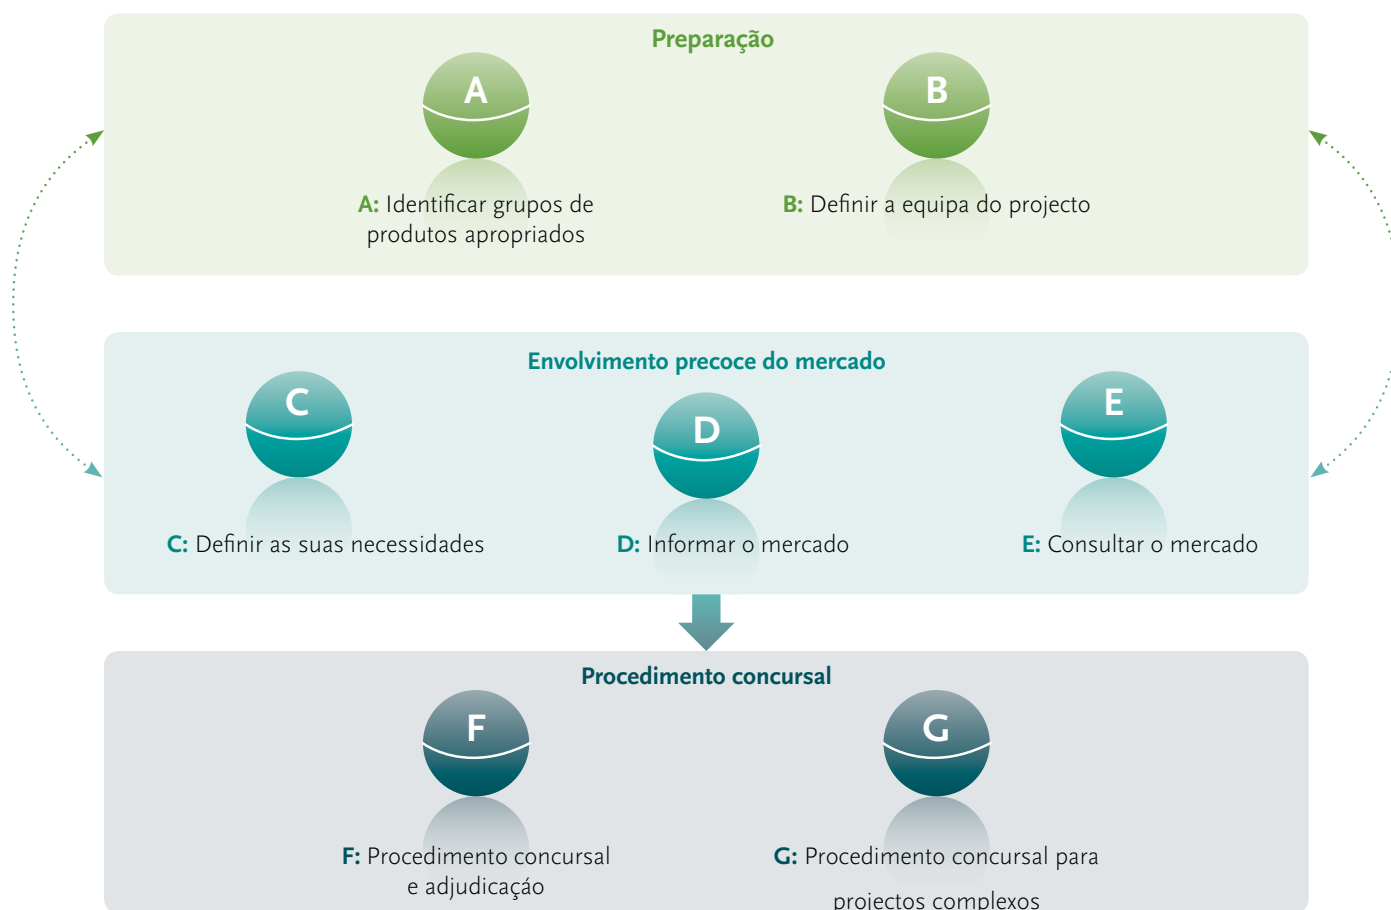 Preparação
A
B
A: Identificar grupos de
produtos apropriados
B: Definir a equipa do projecto
Envolvimento precoce do mercado
C
D
E
C: Definir as suas necessidades
D: Informar o mercado
E: Consultar o mercado
Procedimento concursal
F
G
F: Procedimento concursal
e adjudicaçáo
G: Procedimento concursal para
projectos complexos